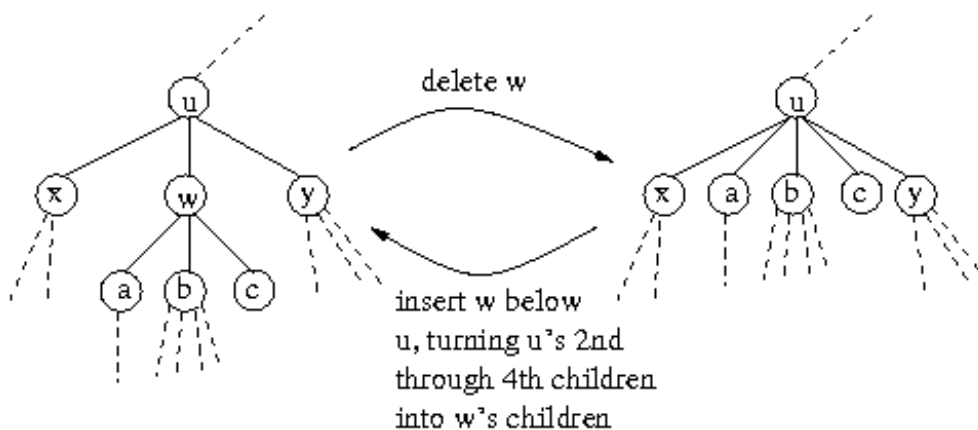 u
delete w
u
x
w
y
x
a
b
c
y
a
b
c
insert w below
u, turning u's 2nd
through 4th children
into w's children